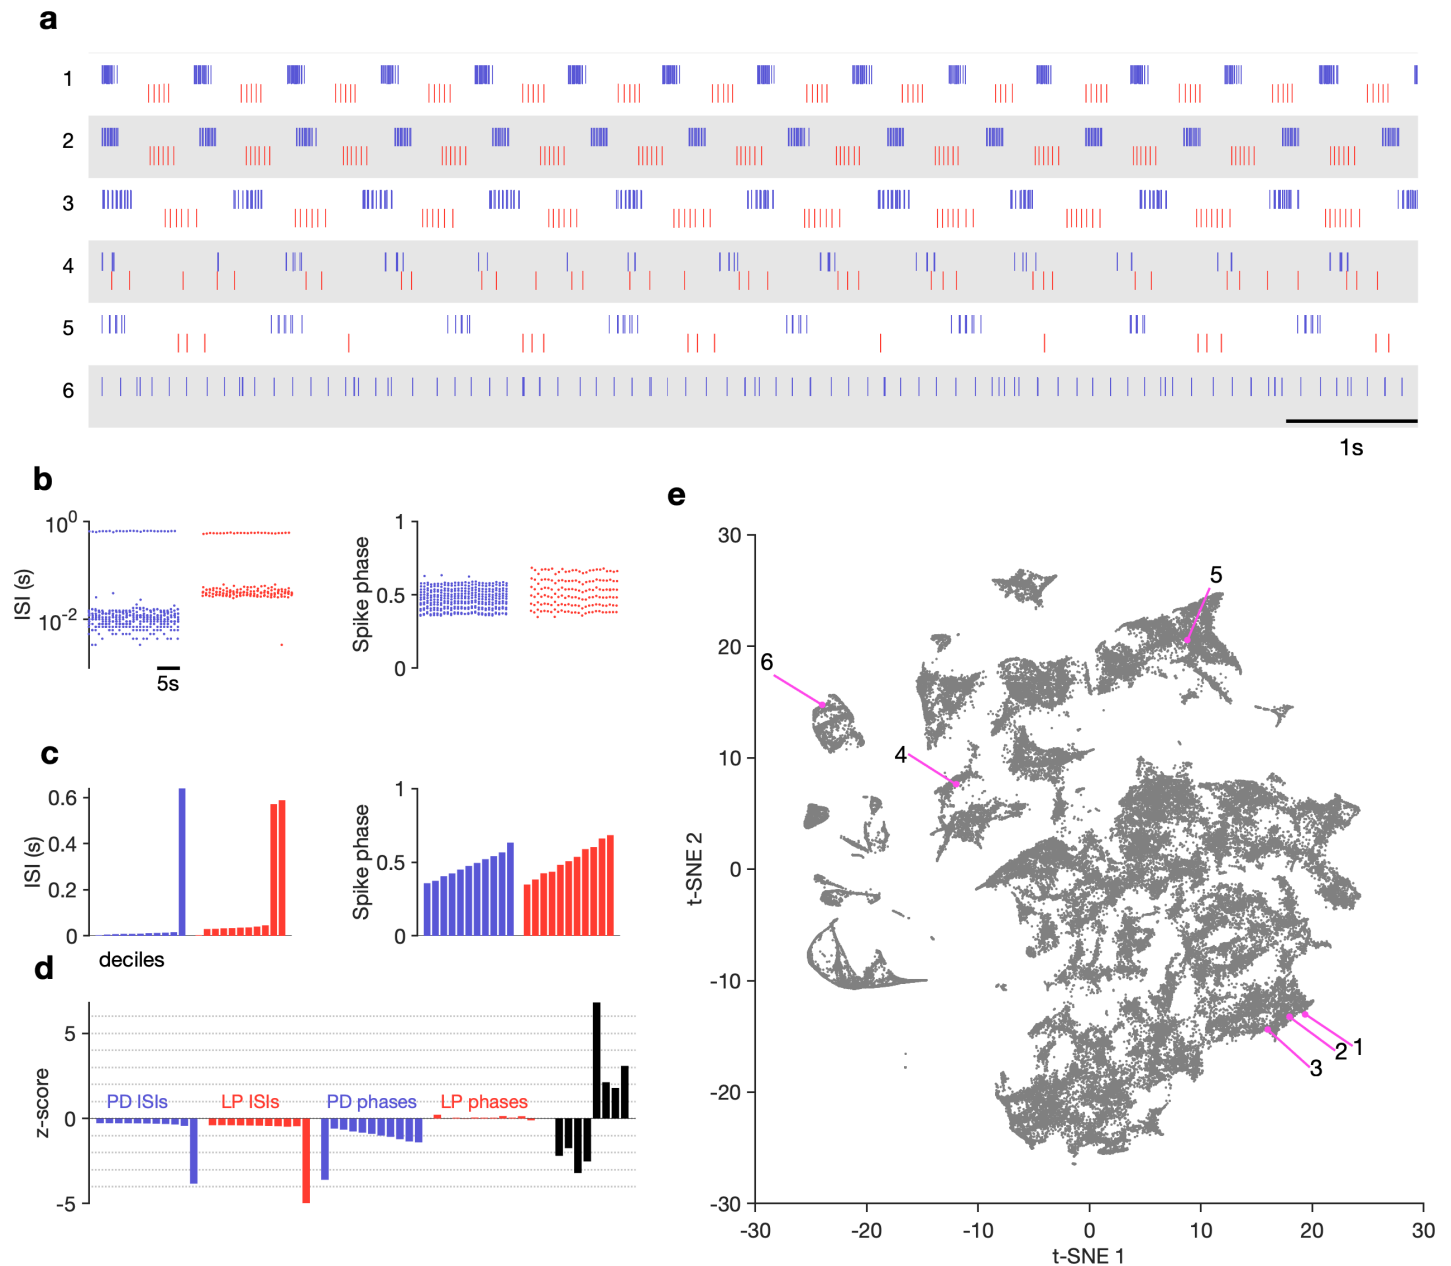 a
1
2
3
4
5
6
1s
b
10^0
10^-2
ISI (s)
5s
1
0.5
0
Spike phase
c
0.6
0.4
0.2
0
ISI (s)
deciles
1
0.5
0
Spike phase
d
5
0
-5
z-score
PD ISIs LP ISIs PD phases LP phases
e
30
20
10
0
-10
-20
-30
t-SNE 2
-30 -20 -10 0 10 20 30
t-SNE 1
5
6
4
1
2
3